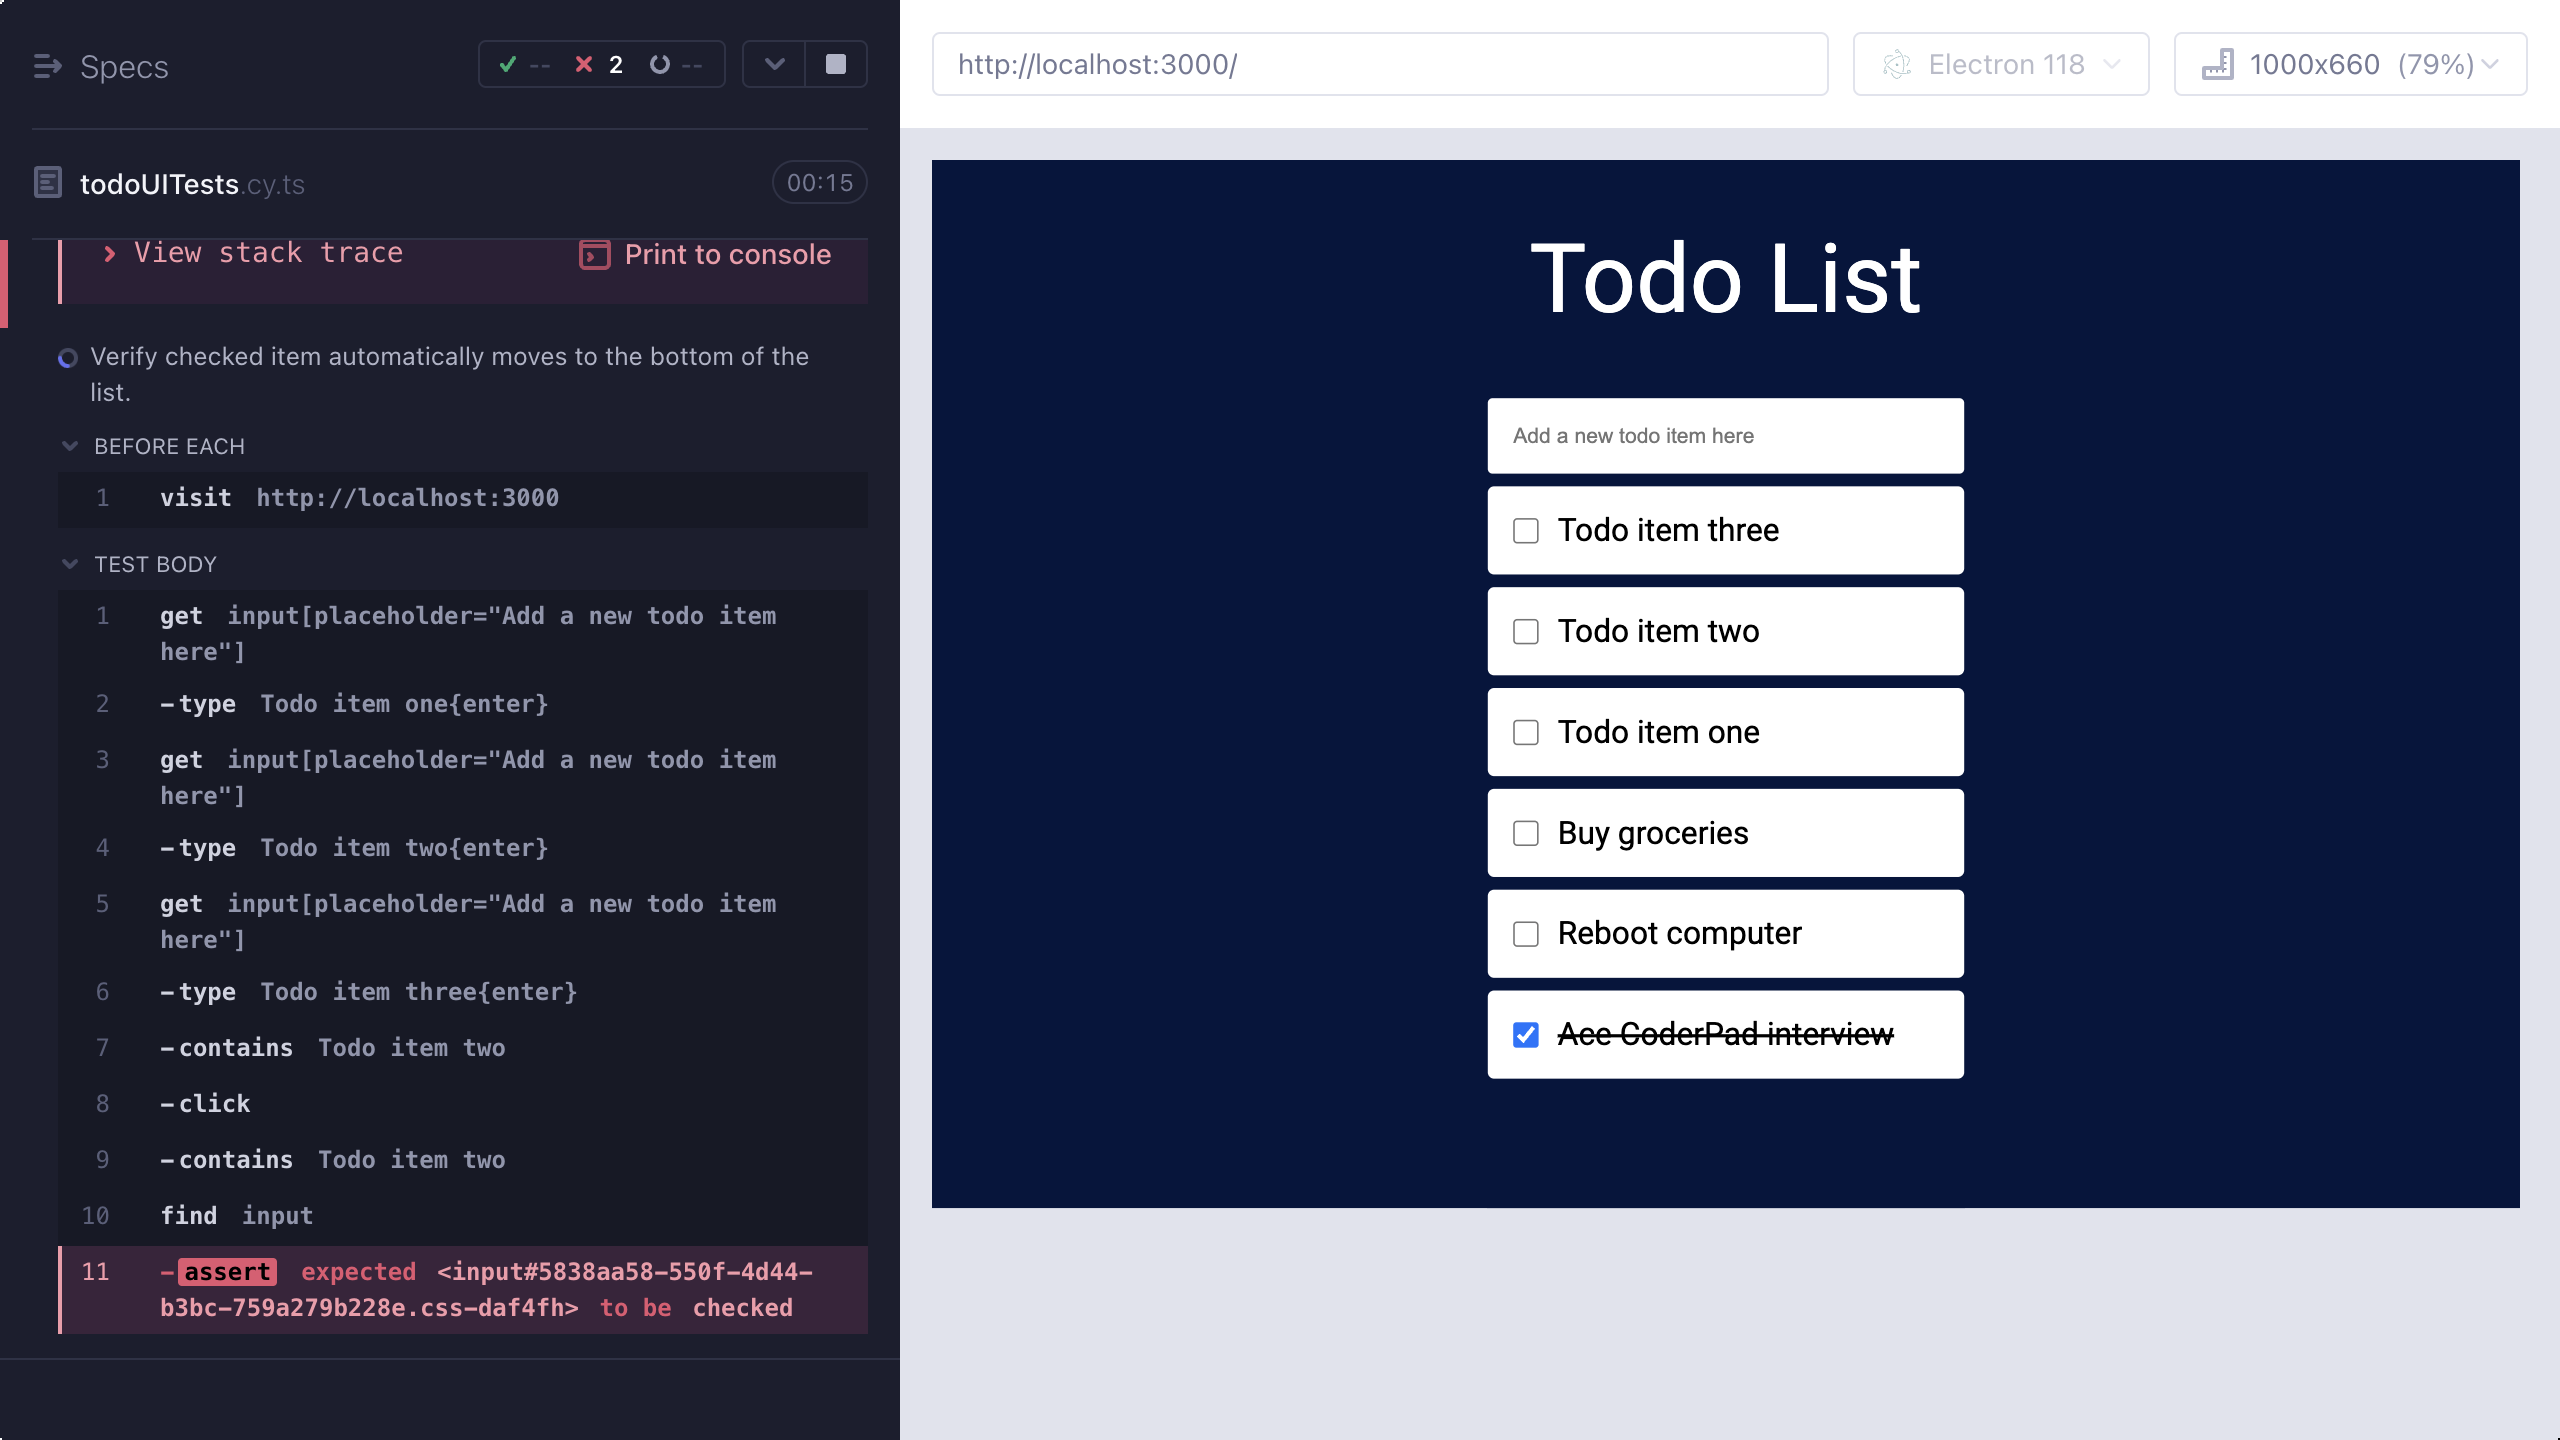 Specs
-- 2 --
todoUITests.cy.ts 00:15
View stack trace Print to console
Verify checked item automatically moves to the bottom of the
list.
BEFORE EACH
1 visit http://localhost:3000
TEST BODY
1 get input[placeholder="Add a new todo item
here"]
2 -type Todo item one{enter}
3 get input[placeholder="Add a new todo item
here"]
4 -type Todo item two{enter}
5 get input[placeholder="Add a new todo item
here"]
6 -type Todo item three{enter}
7 -contains Todo item two
8 -click
9 -contains Todo item two
10 find input
11 -assert expected <input#5838aa58-550f-4d44-
b3bc-759a279b228e.css-daf4fh> to be checked
http://localhost:3000/
Electron 118
1000x660 (79%)
Todo List
Add a new todo item here
Todo item three
Todo item two
Todo item one
Buy groceries
Reboot computer
Ace CoderPad interview